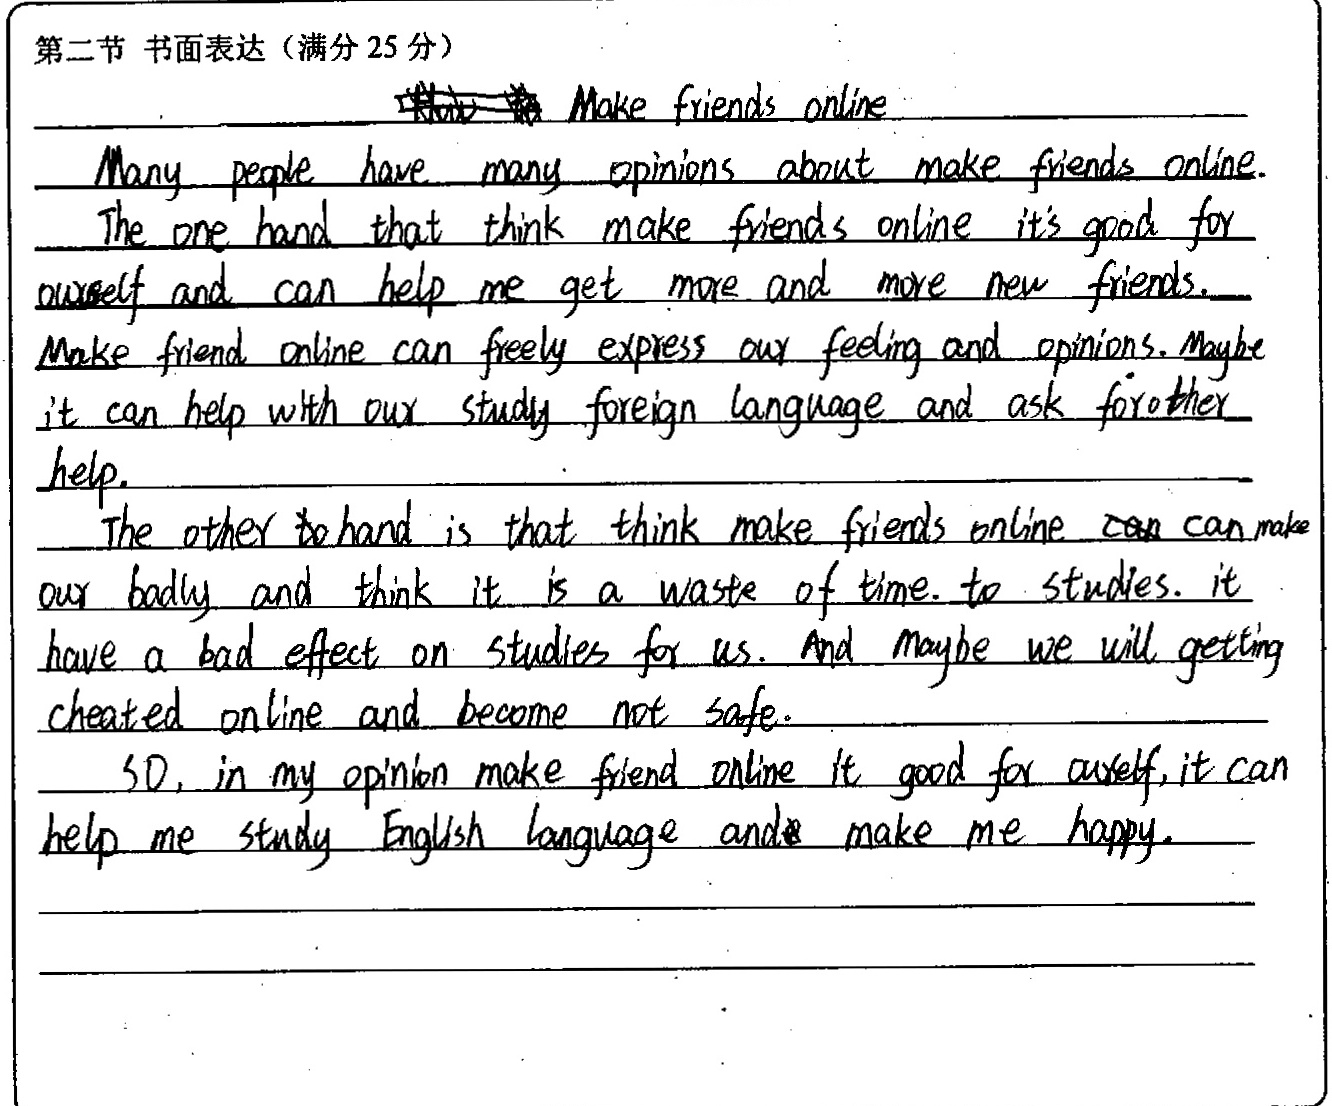 第二节 书面表达（满分 25 分）
Make friends online
Many people have many opinions about make friends online.
The one hand that think make friends online it's good for
ourself and can help me get more and more new friends.
Make friend online can freely express our feeling and opinions. Maybe
it can help with our study foreign language and ask for other
help.
The other hand is that think make friends online can make
our badly and think it is a waste of time. to studies. it
have a bad effect on studies for us. And Maybe we will getting
cheated online and become not safe.
SO, in my opinion make friend online it good for ourself, it can
help me study English language and make me happy.